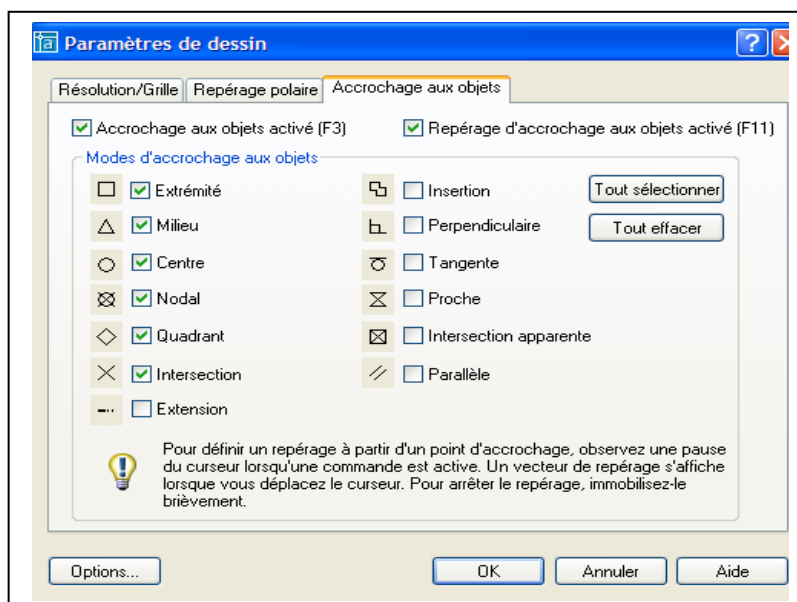 Paramètres de dessin
Résolution/Grille Repérage polaire Accrochage aux objets
Accrochage aux objets activé (F3) Repérage d'accrochage aux objets activé (F11)
Modes d'accrochage aux objets
Extrémité Insertion Tout sélectionner
Milieu Perpendiculaire Tout effacer
Centre Tangente
Nodal Proche
Quadrant Intersection apparente
Intersection Parallèle
Extension
Pour définir un repérage à partir d'un point d'accrochage, observez une pause
du curseur lorsqu'une commande est active. Un vecteur de repérage s'affiche
lorsque vous déplacez le curseur. Pour arrêter le repérage, immobilisez-le
brièvement.
Options... OK Annuler Aide